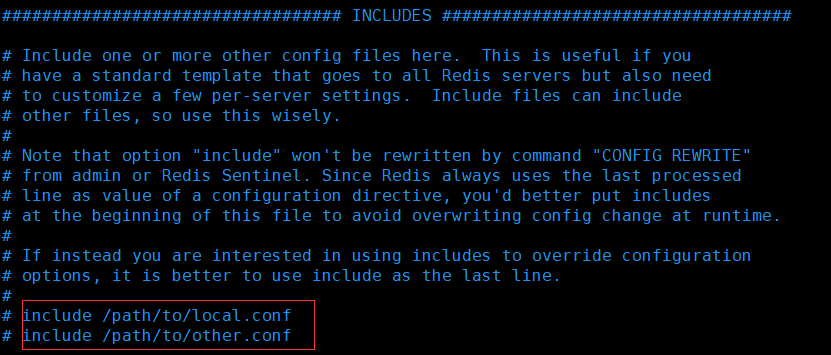 ################################## INCLUDES ###################################

# Include one or more other config files here.  This is useful if you
# have a standard template that goes to all Redis servers but also need
# to customize a few per-server settings.  Include files can include
# other files, so use this wisely.
#
# Note that option "include" won't be rewritten by command "CONFIG REWRITE"
# from admin or Redis Sentinel. Since Redis always uses the last processed
# line as value of a configuration directive, you'd better put includes
# at the beginning of this file to avoid overwriting config change at runtime.
#
# If instead you are interested in using includes to override configuration
# options, it is better to use include as the last line.
#
# include /path/to/local.conf
# include /path/to/other.conf